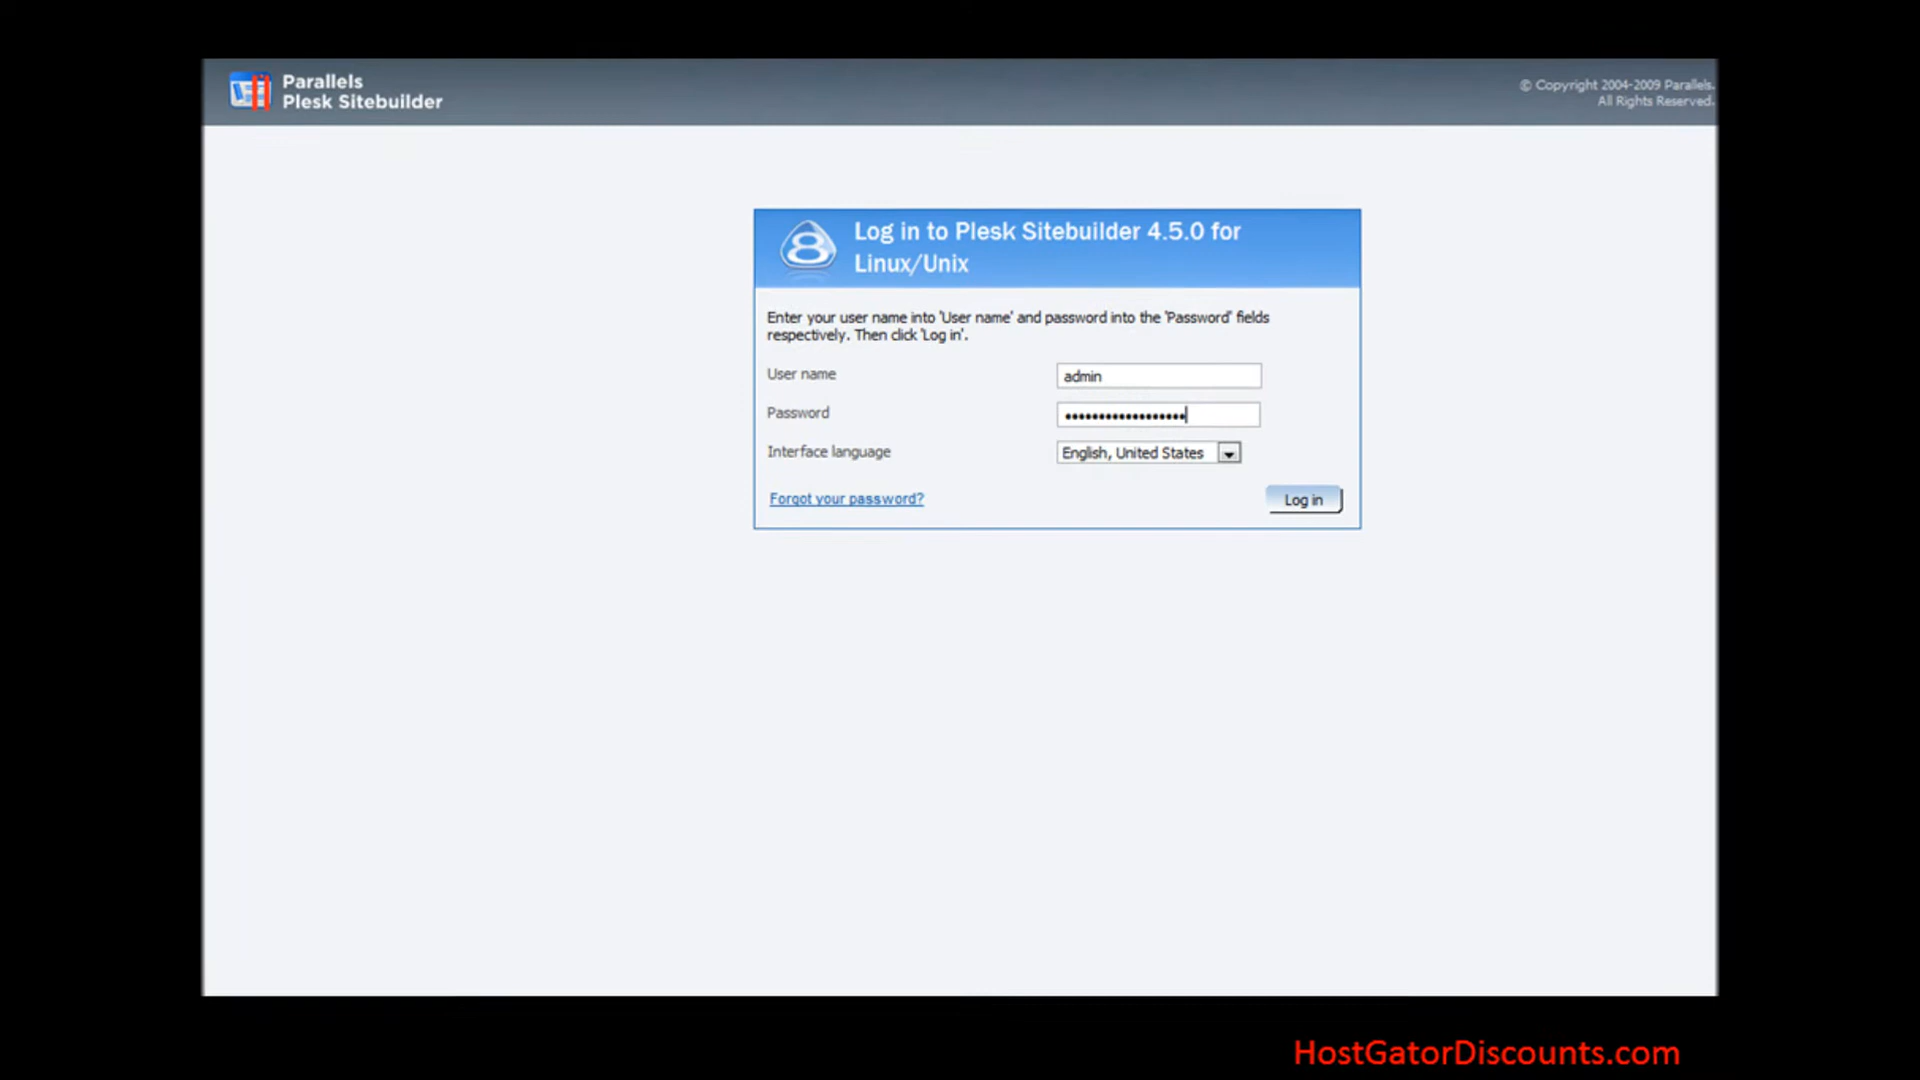 Parallels
Plesk Sitebuilder
© Copyright 2004-2009 Parallels.
All Rights Reserved.
Log in to Plesk Sitebuilder 4.5.0 for
Linux/Unix
Enter your user name into 'User name' and password into the 'Password' fields
respectively. Then click 'Log in'.
User name
admin
Password
••••••••••••••••••
Interface language
English, United States
Forgot your password?
Log in
HostGatorDiscounts.com